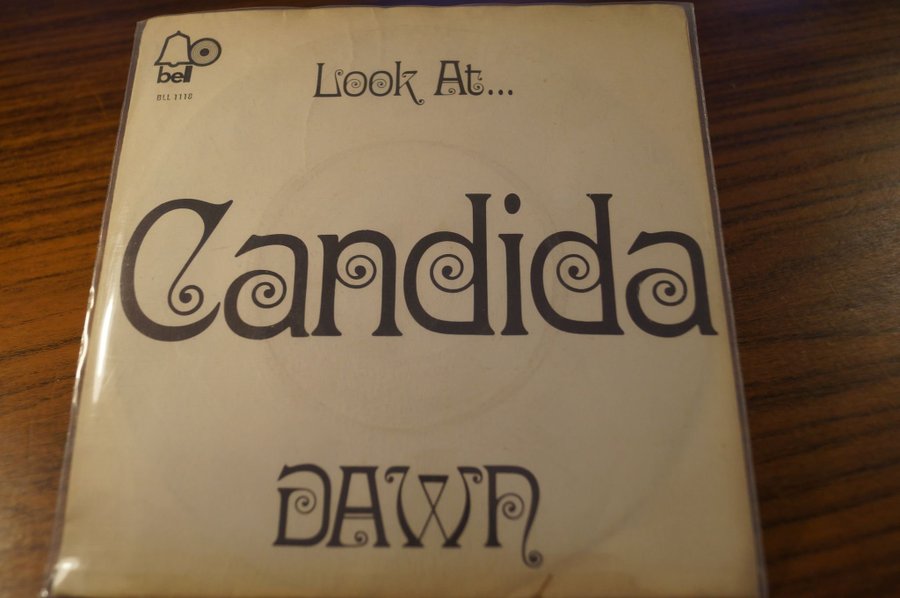 bell
BLL 1118
Look At...
Candida
DAWN